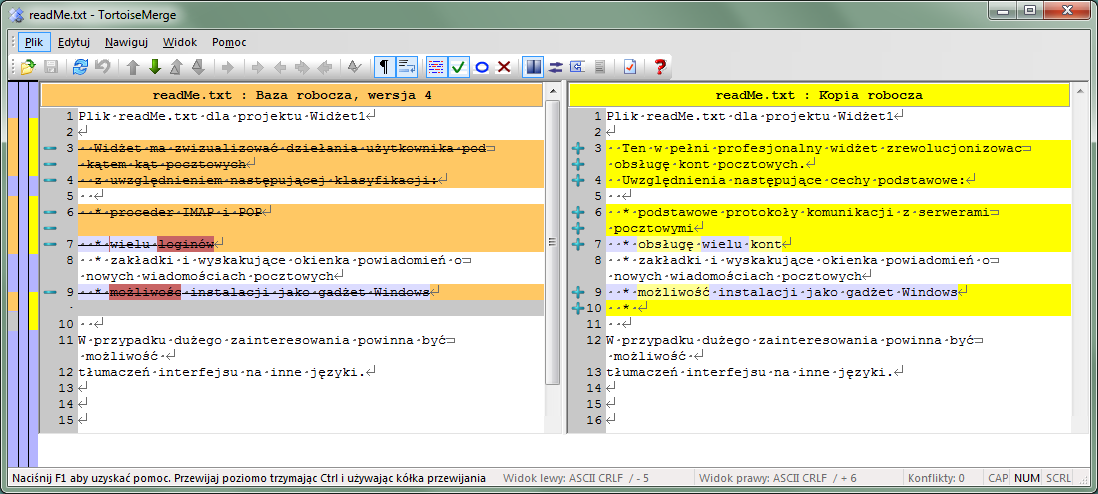 readMe.txt - TortoiseMerge
Plik Edytuj Nawiguj Widok Pomoc
readMe.txt : Baza robocza, wersja 4
1 Plik readMe.txt dla projektu Widżet1
2
3 Widżet ma zwizualizować dziełania użytkownika pod
kątem kąt pocztowych
4 z uwzględnieniem następującej klasyfikacji:
5
6 * proceder IMAP i POP
7 * wielu loginów
8 * zakładki i wyskakujące okienka powiadomień o
nowych wiadomościach pocztowych
9 * możliwośc instalacji jako gadżet Windows
10
11 W przypadku dużego zainteresowania powinna być
możliwość
12 tłumaczeń interfejsu na inne języki.
13
14
15
readMe.txt : Kopia robocza
1 Plik readMe.txt dla projektu Widżet1
2
3 Ten w pełni profesjonalny widżet zrewolucjonizowac
obsługę kont pocztowych.
4 Uwzględnienia następujące cechy podstawowe:
5
6 * podstawowe protokoły komunikacji z serwerami
pocztowymi
7 * obsługę wielu kont
8 * zakładki i wyskakujące okienka powiadomień o
nowych wiadomościach pocztowych
9 * możliwość instalacji jako gadżet Windows
10 *
11
12 W przypadku dużego zainteresowania powinna być
możliwość
13 tłumaczeń interfejsu na inne języki.
14
15
16
Naciśnij F1 aby uzyskać pomoc. Przewijaj poziomo trzymając Ctrl i używając kółka przewijania Widok lewy: ASCII CRLF / - 5 Widok prawy: ASCII CRLF / + 6 Konflikty: 0 CAP NUM SCRL